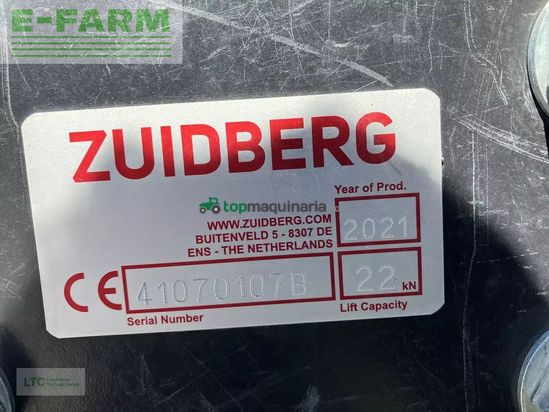 E-FARM
ZUIDBERG
topmaquinaria
Year of Prod.
WWW.ZUIDBERG.COM
2021
BUITENVELD 5 - 8307 DE
ENS - THE NETHERLANDS
CE 41070107B
22 kN
Serial Number
Lift Capacity
LTC